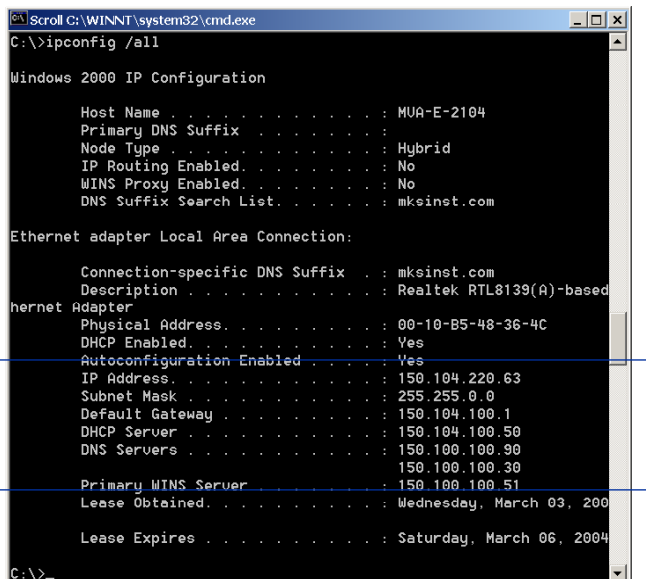 Scroll C:\WINNT\system32\cmd.exe
C:\>ipconfig /all
Windows 2000 IP Configuration
Host Name . . . . . . . . . . . . : MVA-E-2104
Primary DNS Suffix . . . . . . . :
Node Type . . . . . . . . . . . . : Hybrid
IP Routing Enabled. . . . . . . . : No
WINS Proxy Enabled. . . . . . . . : No
DNS Suffix Search List. . . . . . : mksinst.com
Ethernet adapter Local Area Connection:
Connection-specific DNS Suffix . : mksinst.com
Description . . . . . . . . . . . : Realtek RTL8139(A)-based
hernet Adapter
Physical Address. . . . . . . . . : 00-10-B5-48-36-4C
DHCP Enabled. . . . . . . . . . . : Yes
Autoconfiguration Enabled . . . . : Yes
IP Address. . . . . . . . . . . . : 150.104.220.63
Subnet Mask . . . . . . . . . . . : 255.255.0.0
Default Gateway . . . . . . . . . : 150.104.100.1
DHCP Server . . . . . . . . . . . : 150.104.100.50
DNS Servers . . . . . . . . . . . : 150.100.100.90
150.100.100.30
Primary WINS Server . . . . . . . : 150.100.100.51
Lease Obtained. . . . . . . . . . : Wednesday, March 03, 200
Lease Expires . . . . . . . . . . : Saturday, March 06, 2004
C:\>_